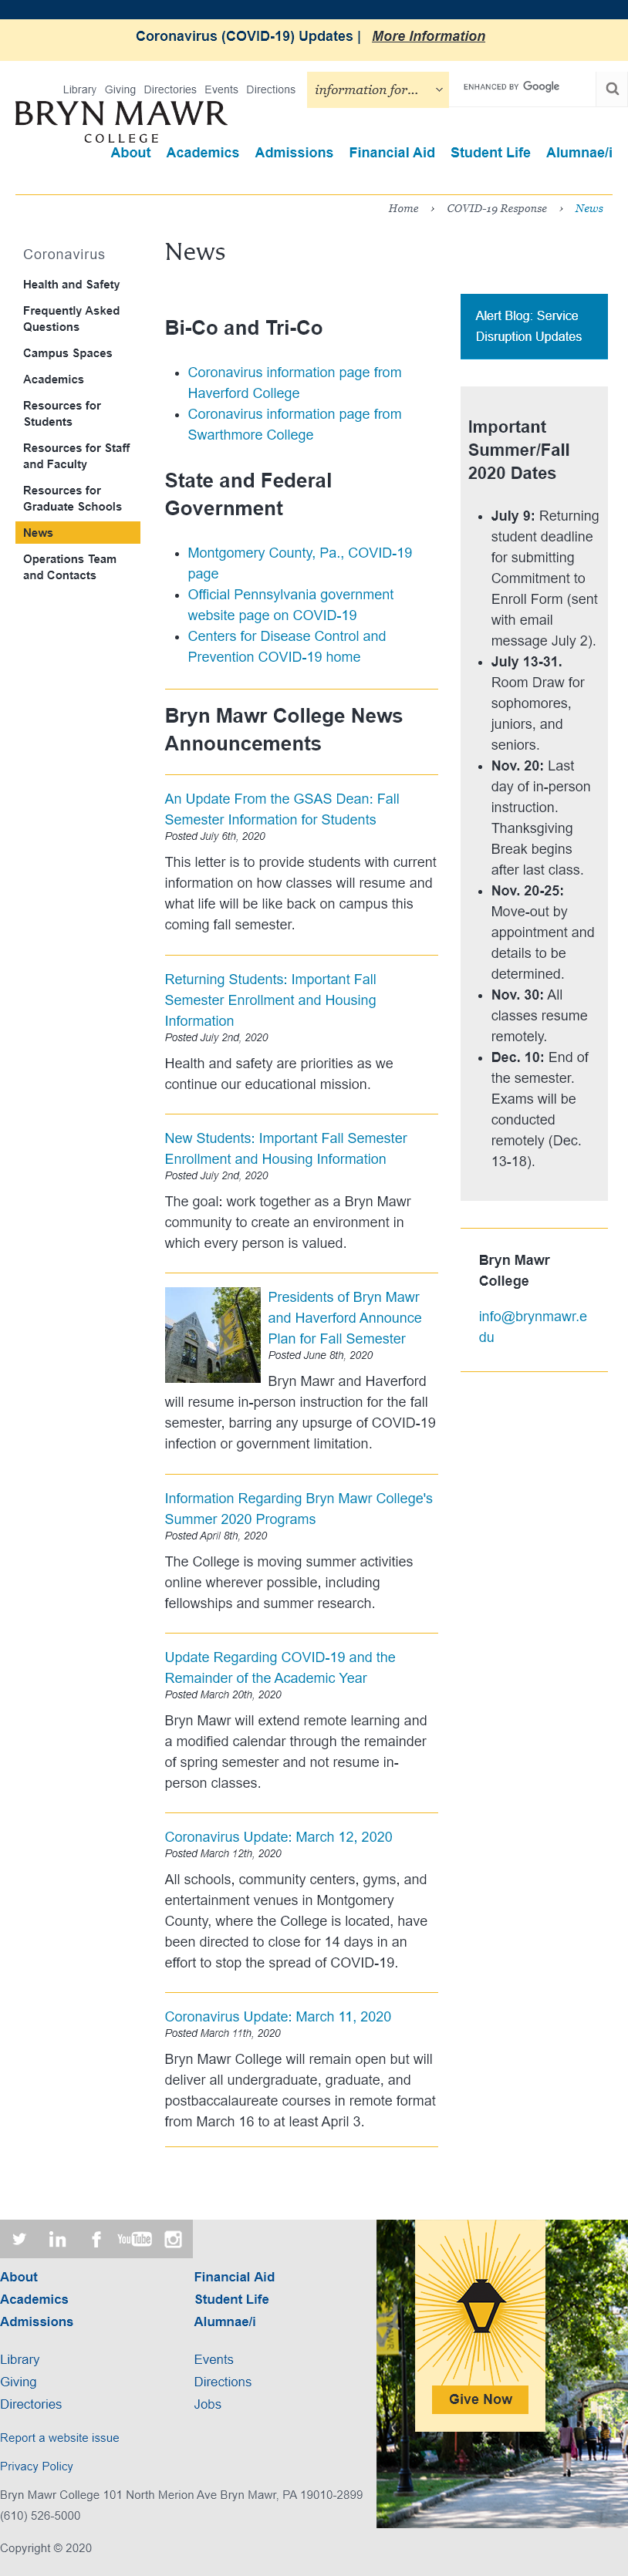 Coronavirus (COVID-19) Updates | More Information
Library Giving Directories Events Directions
information for...
ENHANCED BY Google
BRYN MAWR
COLLEGE
About Academics Admissions Financial Aid Student Life Alumnae/i
Home › COVID-19 Response › News
Coronavirus
Health and Safety
Frequently Asked
Questions
Campus Spaces
Academics
Resources for
Students
Resources for Staff
and Faculty
Resources for
Graduate Schools
News
Operations Team
and Contacts
News
Bi-Co and Tri-Co
• Coronavirus information page from
Haverford College
• Coronavirus information page from
Swarthmore College
State and Federal
Government
• Montgomery County, Pa., COVID-19
page
• Official Pennsylvania government
website page on COVID-19
• Centers for Disease Control and
Prevention COVID-19 home
Bryn Mawr College News
Announcements
An Update From the GSAS Dean: Fall
Semester Information for Students
Posted July 6th, 2020
This letter is to provide students with current
information on how classes will resume and
what life will be like back on campus this
coming fall semester.
Returning Students: Important Fall
Semester Enrollment and Housing
Information
Posted July 2nd, 2020
Health and safety are priorities as we
continue our educational mission.
New Students: Important Fall Semester
Enrollment and Housing Information
Posted July 2nd, 2020
The goal: work together as a Bryn Mawr
community to create an environment in
which every person is valued.
Presidents of Bryn Mawr
and Haverford Announce
Plan for Fall Semester
Posted June 8th, 2020
Bryn Mawr and Haverford
will resume in-person instruction for the fall
semester, barring any upsurge of COVID-19
infection or government limitation.
Information Regarding Bryn Mawr College's
Summer 2020 Programs
Posted April 8th, 2020
The College is moving summer activities
online wherever possible, including
fellowships and summer research.
Update Regarding COVID-19 and the
Remainder of the Academic Year
Posted March 20th, 2020
Bryn Mawr will extend remote learning and
a modified calendar through the remainder
of spring semester and not resume in-
person classes.
Coronavirus Update: March 12, 2020
Posted March 12th, 2020
All schools, community centers, gyms, and
entertainment venues in Montgomery
County, where the College is located, have
been directed to close for 14 days in an
effort to stop the spread of COVID-19.
Coronavirus Update: March 11, 2020
Posted March 11th, 2020
Bryn Mawr College will remain open but will
deliver all undergraduate, graduate, and
postbaccalaureate courses in remote format
from March 16 to at least April 3.
Alert Blog: Service
Disruption Updates
Important
Summer/Fall
2020 Dates
• July 9: Returning
student deadline
for submitting
Commitment to
Enroll Form (sent
with email
message July 2).
• July 13-31.
Room Draw for
sophomores,
juniors, and
seniors.
• Nov. 20: Last
day of in-person
instruction.
Thanksgiving
Break begins
after last class.
• Nov. 20-25:
Move-out by
appointment and
details to be
determined.
• Nov. 30: All
classes resume
remotely.
• Dec. 10: End of
the semester.
Exams will be
conducted
remotely (Dec.
13-18).
Bryn Mawr
College
info@brynmawr.e
du
You Tube
About
Academics
Admissions
Financial Aid
Student Life
Alumnae/i
Library
Giving
Directories
Events
Directions
Jobs
Report a website issue
Privacy Policy
Bryn Mawr College 101 North Merion Ave Bryn Mawr, PA 19010-2899
(610) 526-5000
Copyright © 2020
Give Now